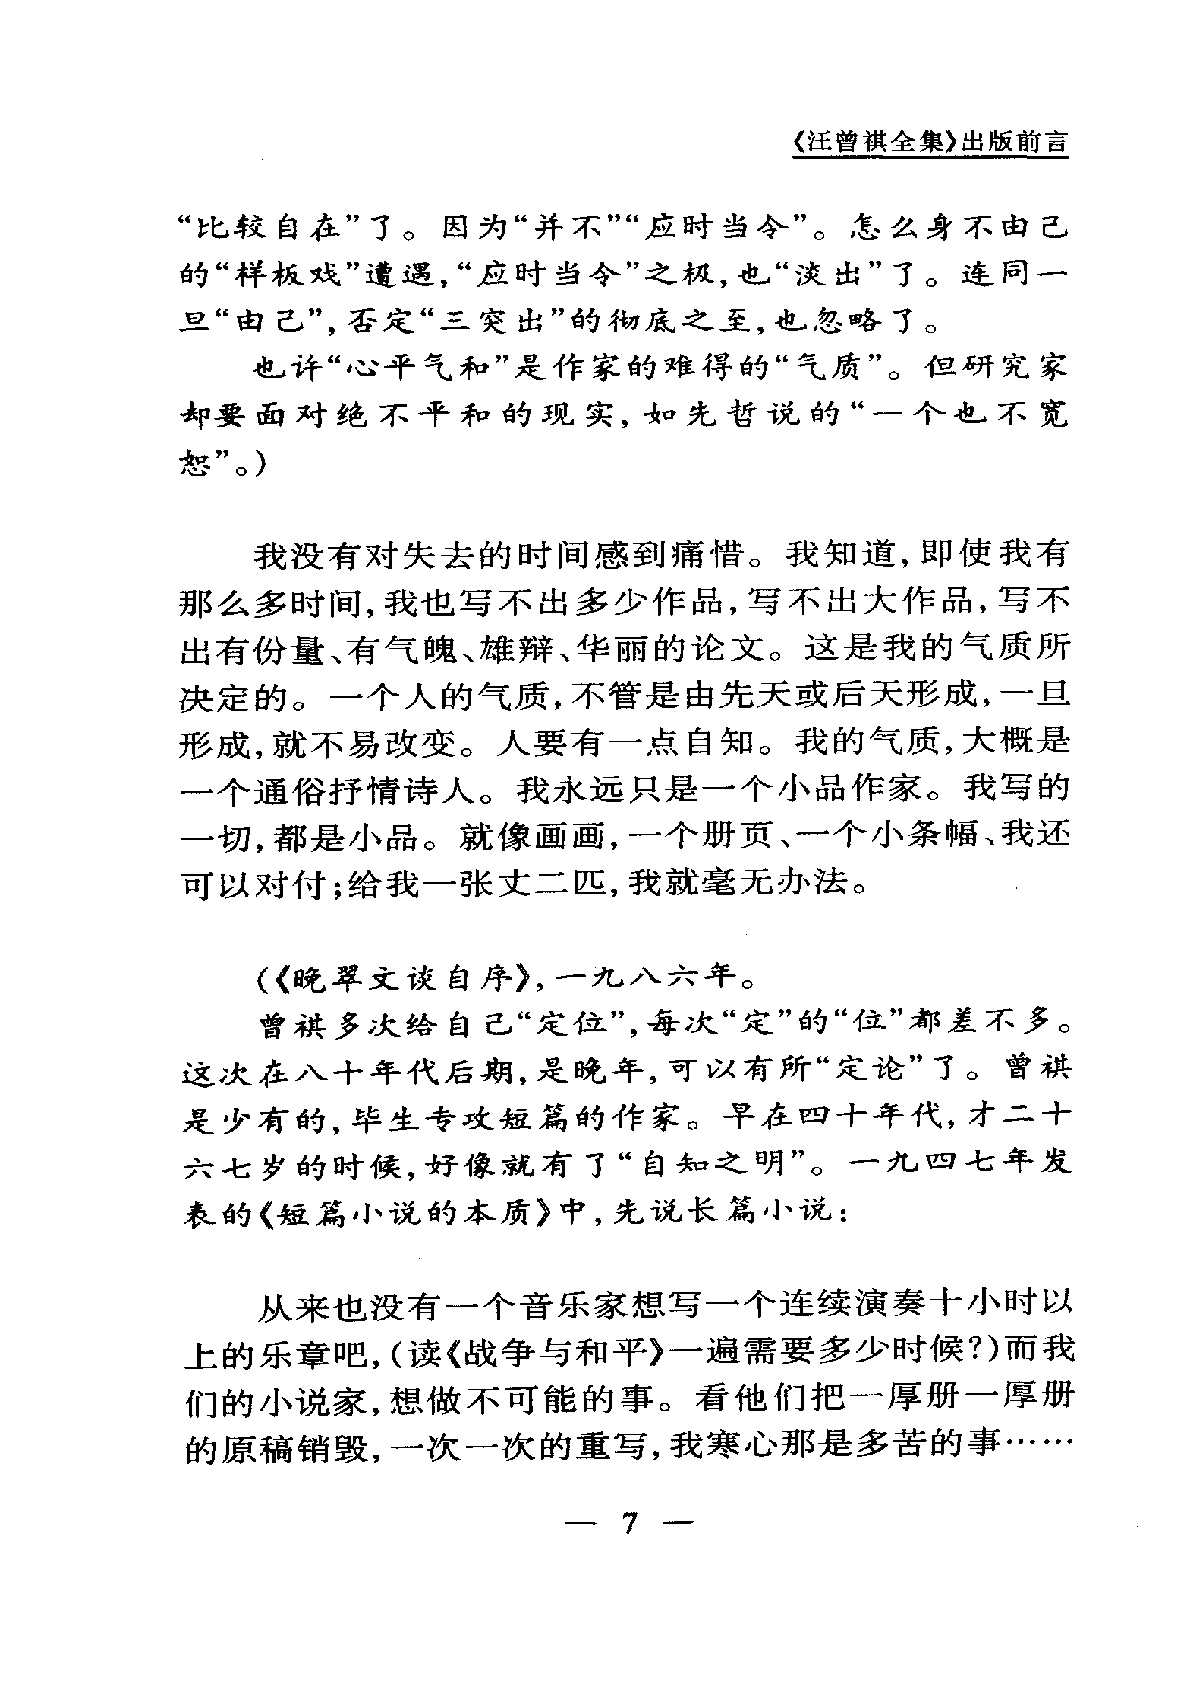 《汪曾祺全集》出版前言
“比较自在”了。因为“并不”“应时当令”。怎么身不由己
的“样板戏”遭遇，“应时当令”之极，也“淡出”了。连同一
旦“由己”，否定“三突出”的彻底之至，也忽略了。
也许“心平气和”是作家的难得的“气质”。但研究家
却要面对绝不平和的现实，如先哲说的“一个也不宽
恕”。）
我没有对失去的时间感到痛惜。我知道，即使我有
那么多时间，我也写不出多少作品，写不出大作品，写不
出有份量、有气魄、雄辩、华丽的论文。这是我的气质所
决定的。一个人的气质，不管是由先天或后天形成，一旦
形成，就不易改变。人要有一点自知。我的气质，大概是
一个通俗抒情诗人。我永远只是一个小品作家。我写的
一切，都是小品。就像画画，一个册页、一个小条幅、我还
可以对付；给我一张丈二匹，我就毫无办法。
（《晚翠文谈自序》，一九八六年。
曾祺多次给自己“定位”，每次“定”的“位”都差不多。
这次在八十年代后期，是晚年，可以有所“定论”了。曾祺
是少有的，毕生专攻短篇的作家。早在四十年代，才二十
六七岁的时候，好像就有了“自知之明”。一九四七年发
表的《短篇小说的本质》中，先说长篇小说：
从来也没有一个音乐家想写一个连续演奏十小时以
上的乐章吧，（读《战争与和平》一遍需要多少时候？）而我
们的小说家，想做不可能的事。看他们把一厚册一厚册
的原稿销毁，一次一次的重写，我寒心那是多苦的事……
— 7 —